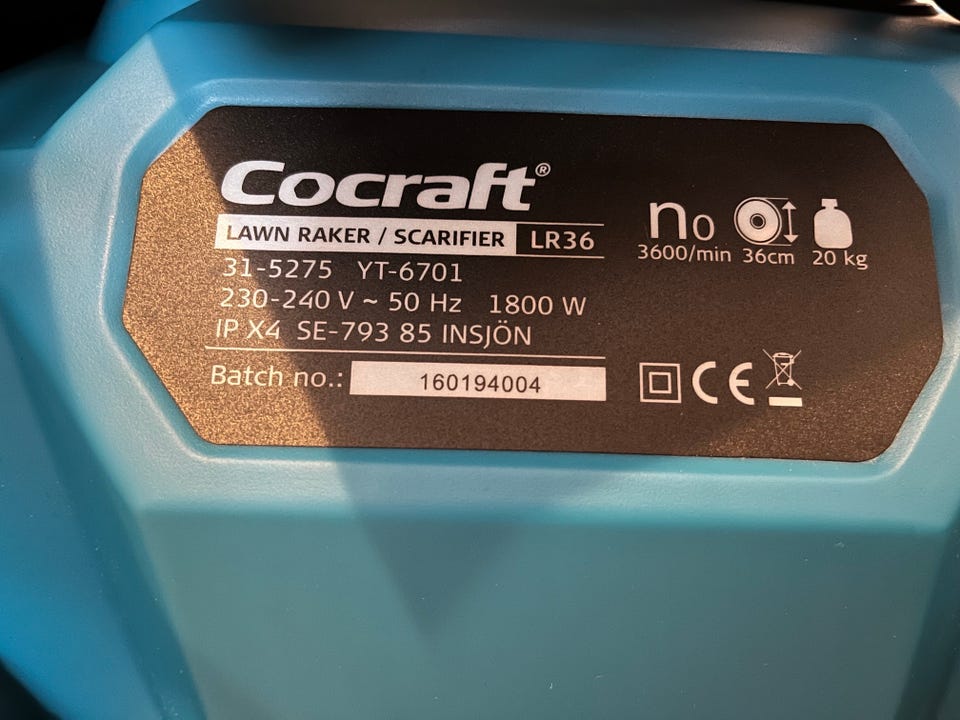 Cocraft®
LAWN RAKER / SCARIFIER LR36
31-5275 YT-6701
230-240 V ~ 50 Hz 1800 W
IP X4 SE-793 85 INSJÖN
Batch no.: 160194004
n0
3600/min 36cm 20 kg
CE